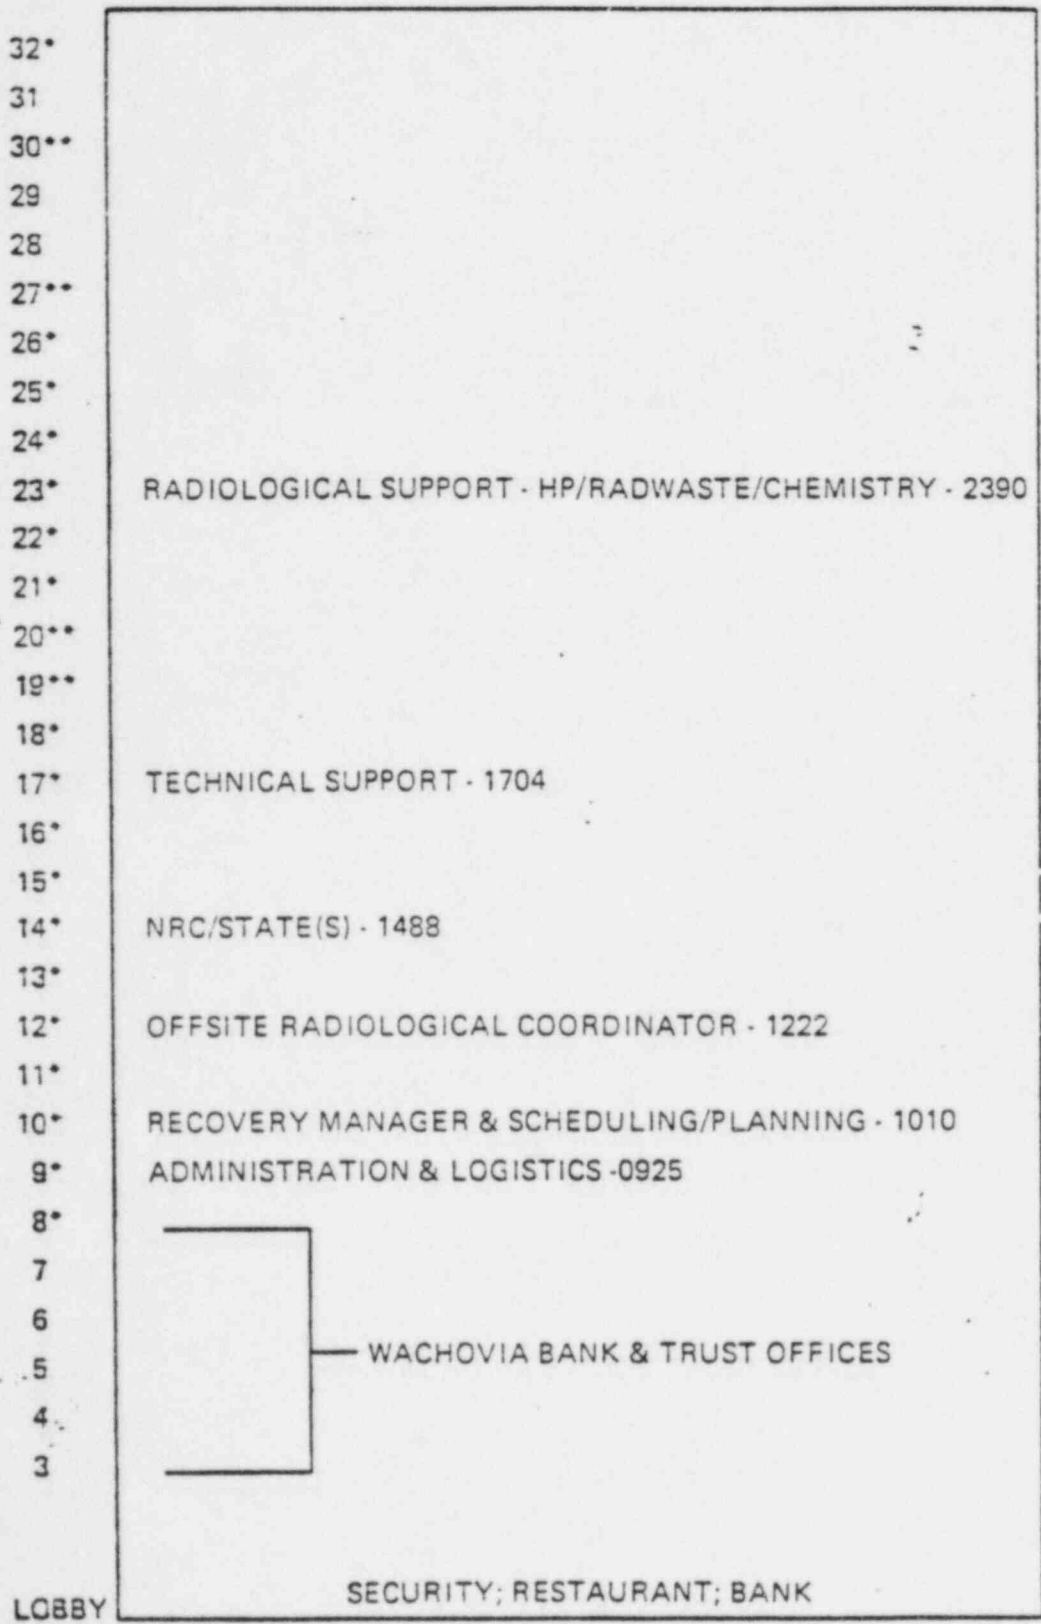 32*
31
30**
29
28
27**
26*
25*
24*
23* RADIOLOGICAL SUPPORT - HP/RADWASTE/CHEMISTRY - 2390
22*
21*
20**
19**
18*
17* TECHNICAL SUPPORT - 1704
16*
15*
14* NRC/STATE(S) - 1488
13*
12* OFFSITE RADIOLOGICAL COORDINATOR - 1222
11*
10* RECOVERY MANAGER & SCHEDULING/PLANNING - 1010
9* ADMINISTRATION & LOGISTICS -0925
8*
7
6
WACHOVIA BANK & TRUST OFFICES
5
4
3
SECURITY; RESTAURANT; BANK
LOBBY